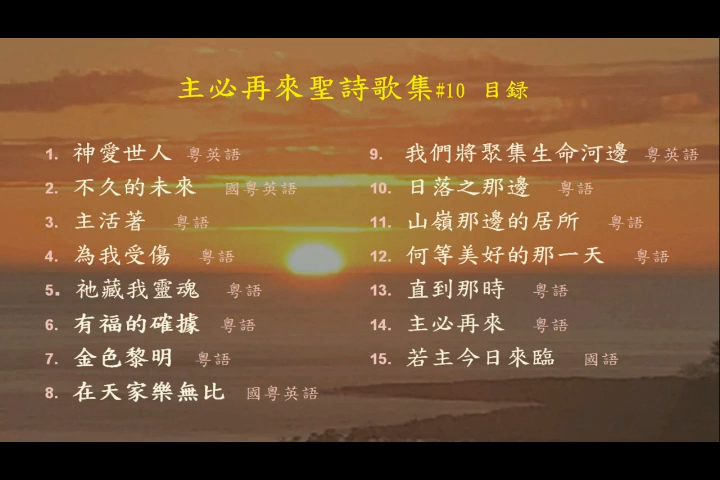 主必再來聖詩歌集#10 目録
1. 神愛世人 粵英語
2. 不久的未來 國粵英語
3. 主活著 粵語
4. 為我受傷 粵語
5. 祂藏我靈魂 粵語
6. 有福的確據 粵語
7. 金色黎明 粵語
8. 在天家樂無比 國粵英語
9. 我們將聚集生命河邊 粵英語
10. 日落之那邊 粵語
11. 山嶺那邊的居所 粵語
12. 何等美好的那一天 粵語
13. 直到那時 粵語
14. 主必再來 粵語
15. 若主今日來臨 國語